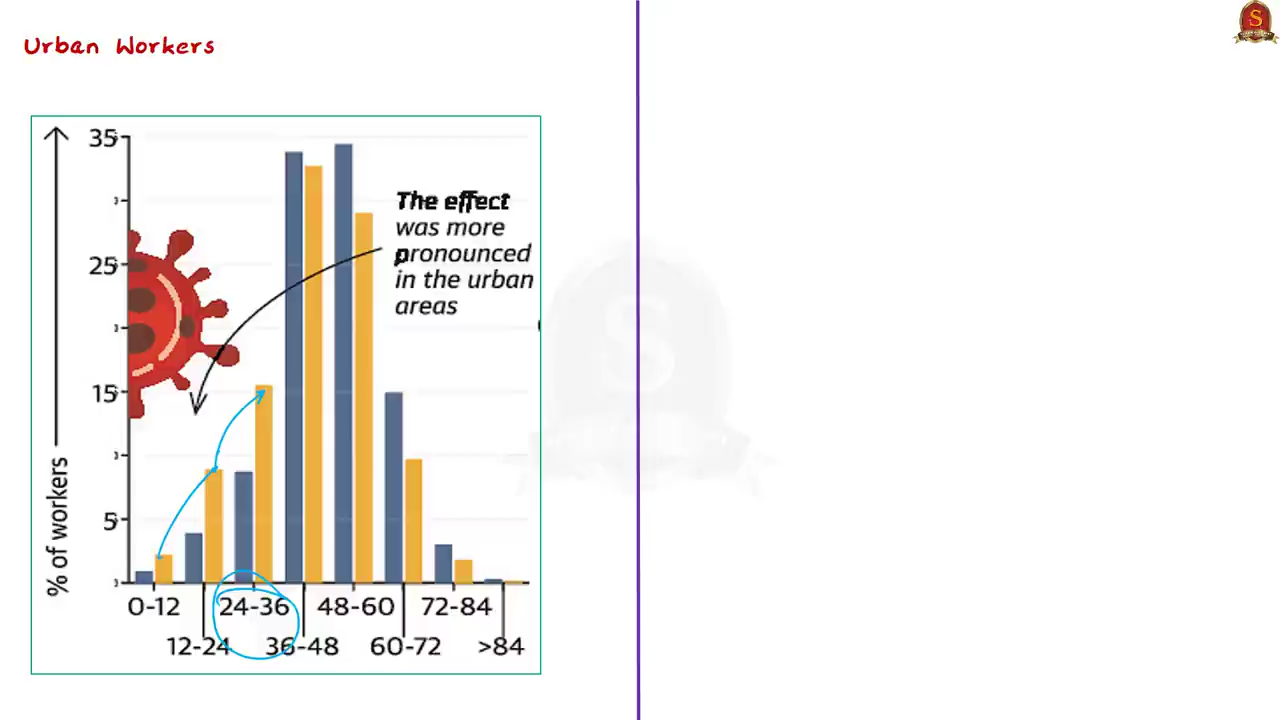 Urban Workers
35
The effect
was more
pronounced
in the urban
areas
25
15
5
% of workers
0-12
24-36
48-60
72-84
12-24
36-48
60-72
>84
S
S